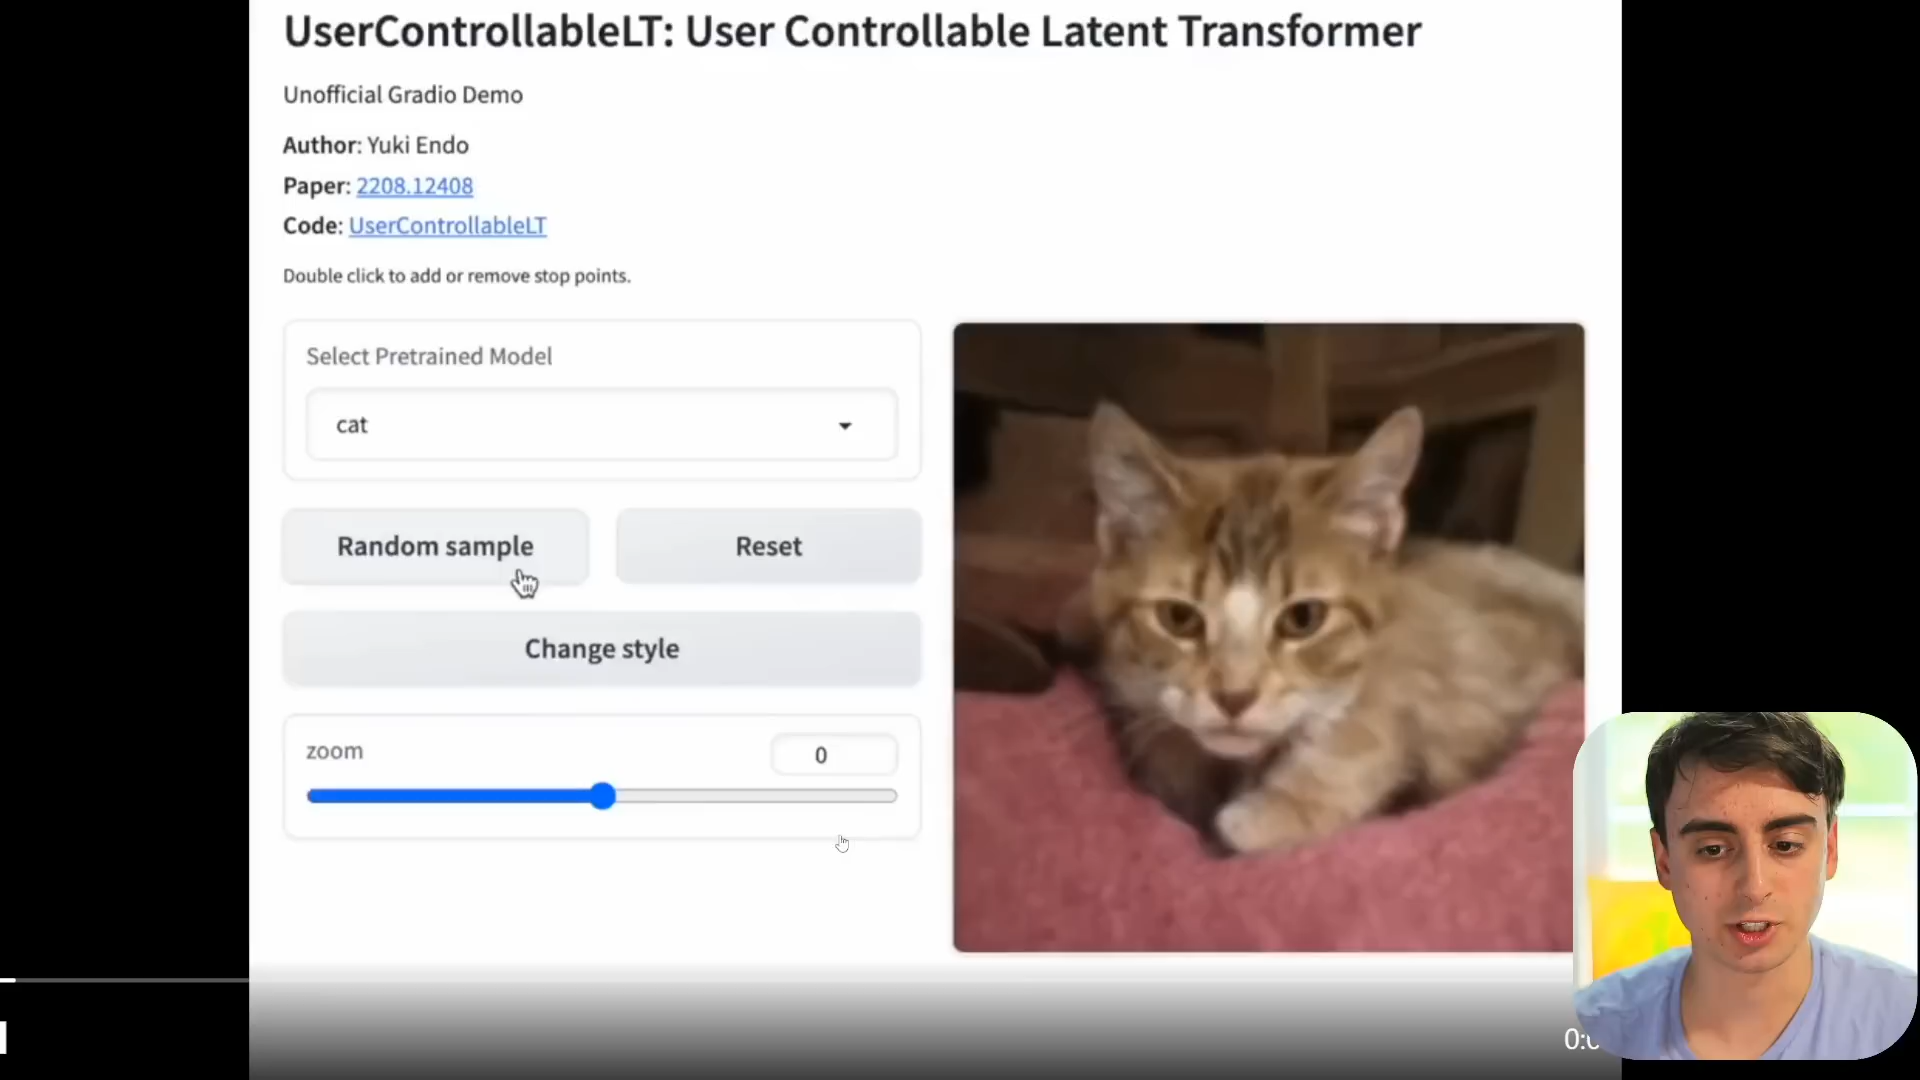 UserControllableLT: User Controllable Latent Transformer
Unofficial Gradio Demo
Author: Yuki Endo
Paper: 2208.12408
Code: UserControllableLT
Double click to add or remove stop points.
Select Pretrained Model
cat
Random sample
Reset
Change style
zoom
0